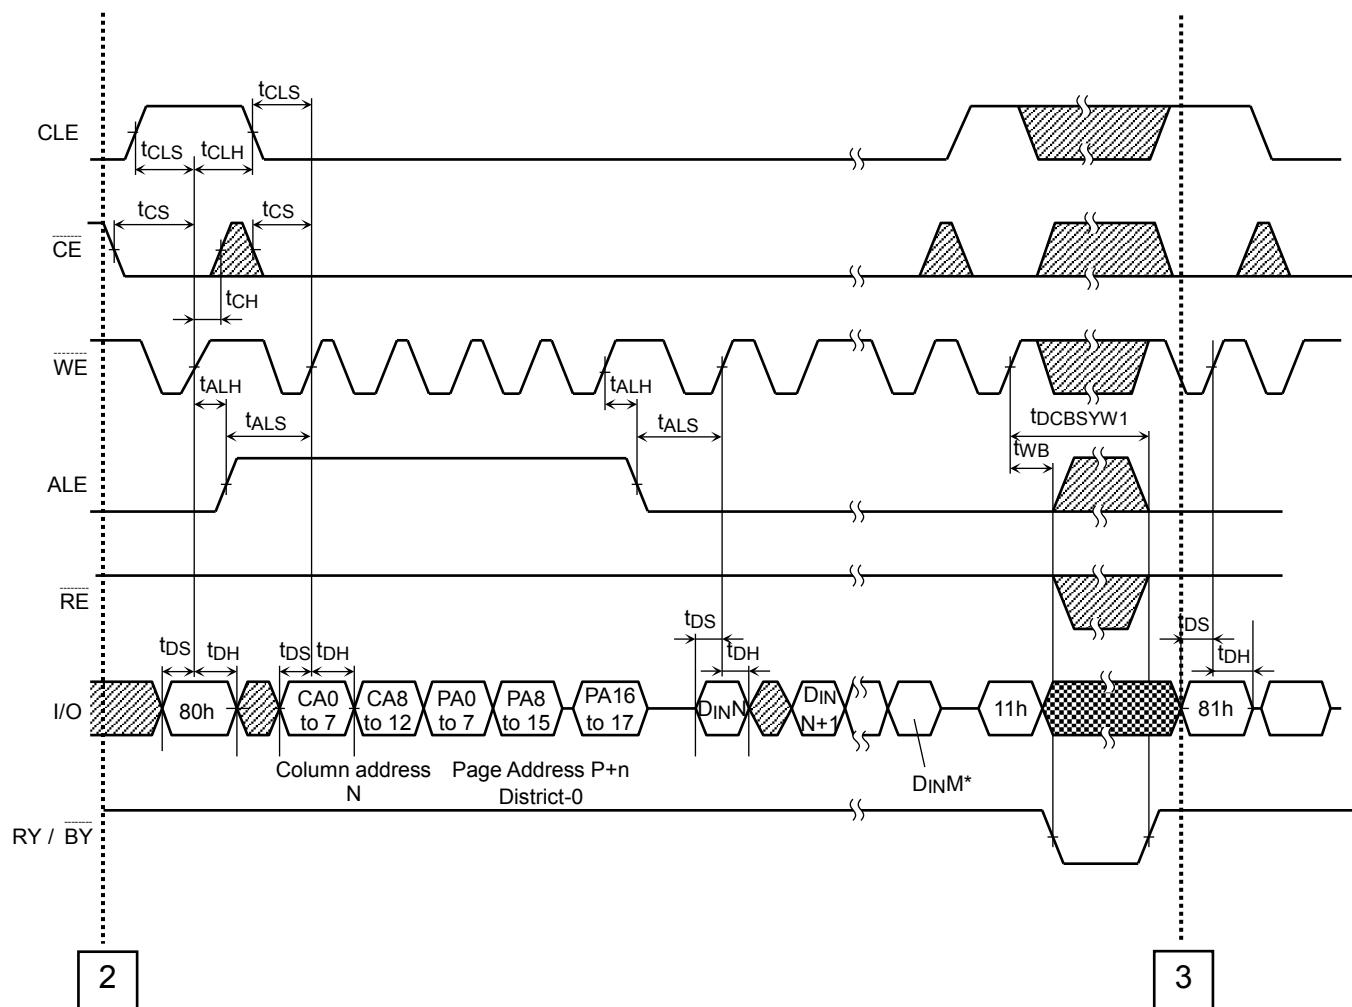 tCLS
CLE
tCLS
tCLH
tCS
tCS
CE
tCH
WE
tALH
tALH
tDCBSYW1
tALS
tALS
tWB
ALE
RE
tDS
tDH
tDS
tDH
tDS
tDH
tDS
tDH
I/O
80h
CA0
to 7
CA8
to 12
PA0
to 7
PA8
to 15
PA16
to 17
DINN
DIN
N+1
11h
81h
Column address
N
Page Address P+n
District-0
DINM*
RY / BY
2
3